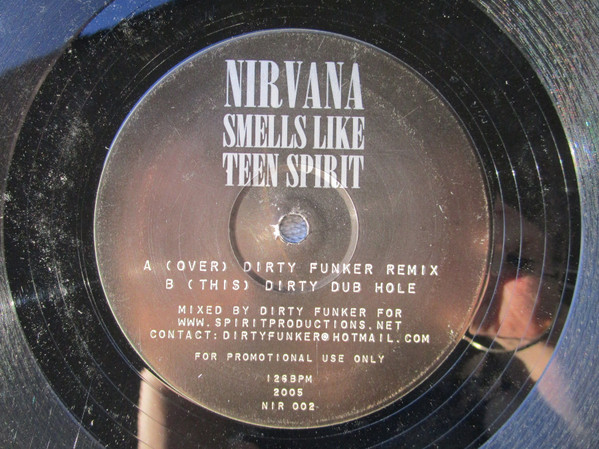 NIRVANA
SMELLS LIKE
TEEN SPIRIT
A (OVER) DIRTY FUNKER REMIX
B (THIS) DIRTY DUB HOLE
MIXED BY DIRTY FUNKER FOR
WWW.SPIRITPRODUCTIONS.NET
CONTACT:DIRTYFUNKER@HOTMAIL.COM
FOR PROMOTIONAL USE ONLY
126BPM
2005
NIR 002